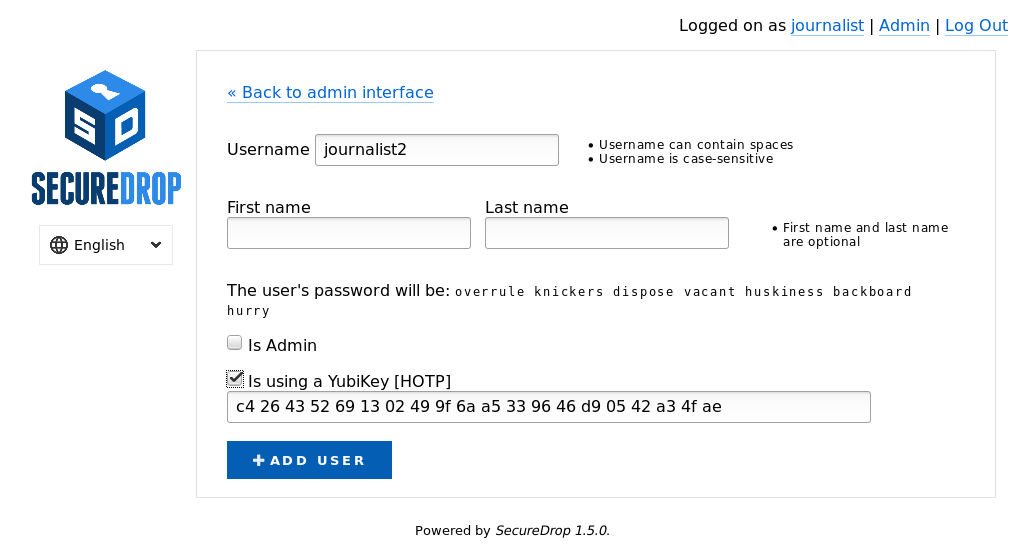 Logged on as journalist | Admin | Log Out
« Back to admin interface
SECUREDROP
English
Username journalist2
• Username can contain spaces
• Username is case-sensitive
First name Last name
• First name and last name
are optional
The user's password will be: overrule knickers dispose vacant huskiness backboard
hurry
Is Admin
Is using a YubiKey [HOTP]
c4 26 43 52 69 13 02 49 9f 6a a5 33 96 46 d9 05 42 a3 4f ae
+ ADD USER
Powered by SecureDrop 1.5.0.